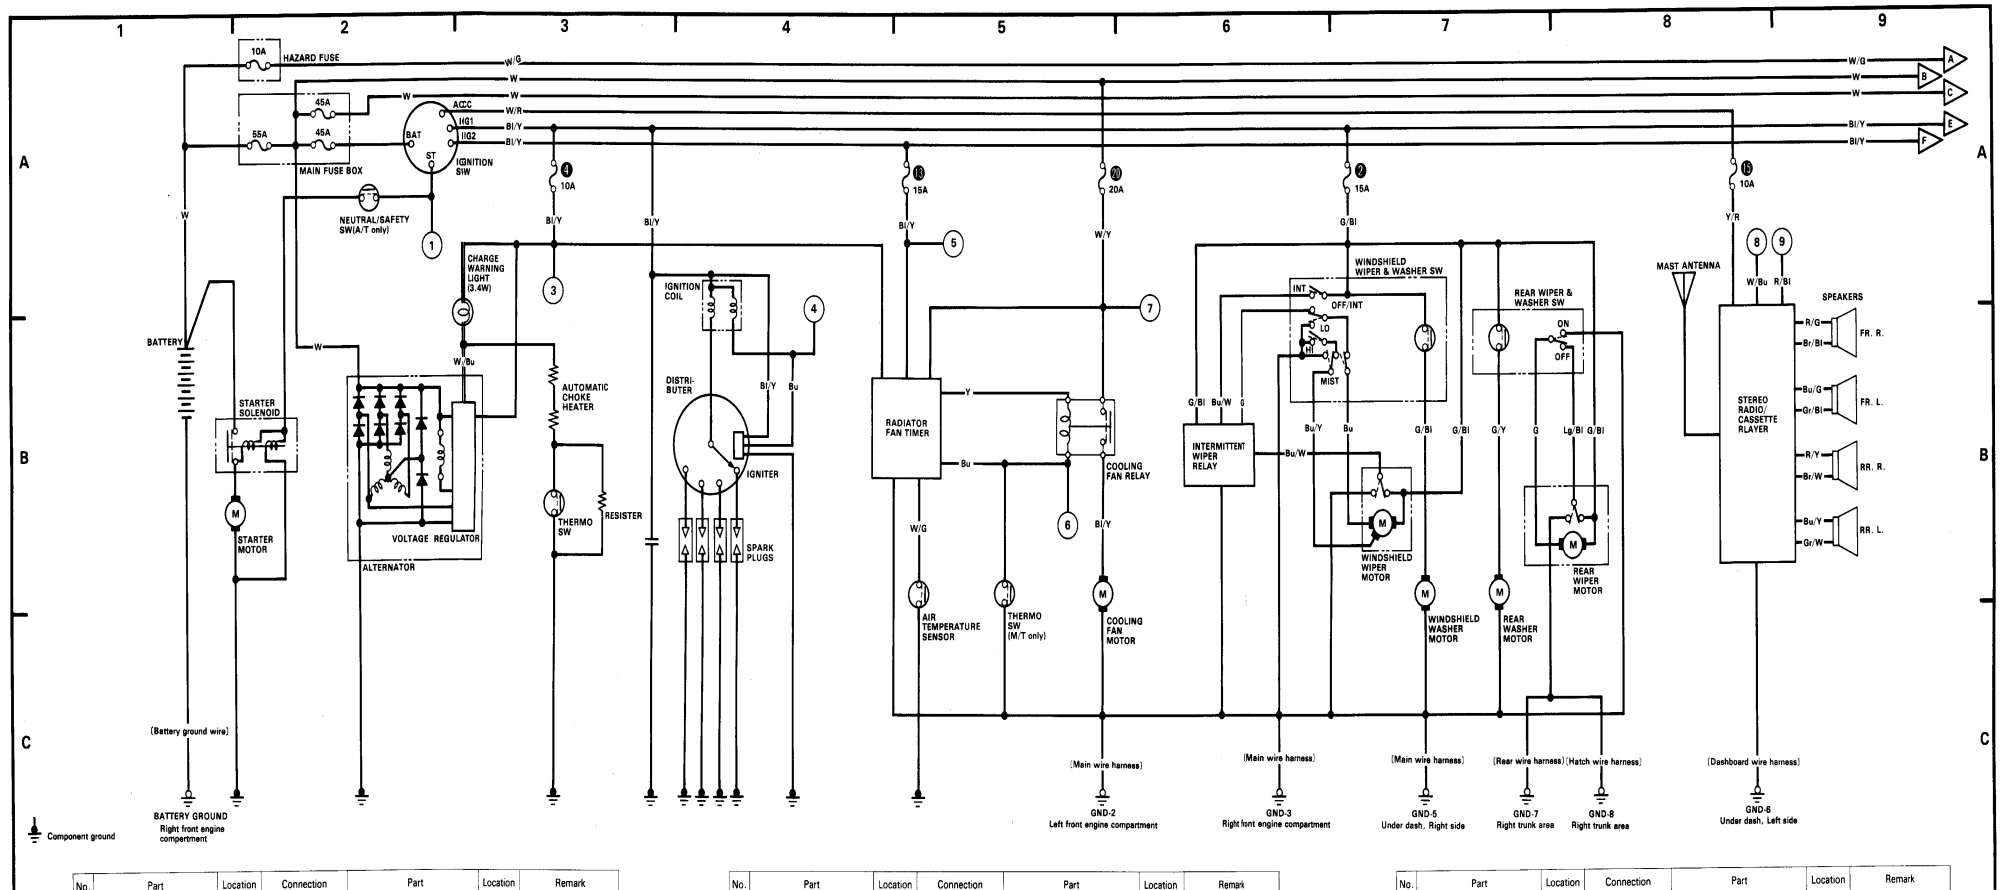 1 2 3 4 5 6 7 8 9
10A
HAZARD FUSE
W/G
W/G
A
W
W
B
45A
W
W
W
C
ACC
W/R
IG1
Bl/Y
Bl/Y
E
55A
45A
BAT
IG2
Bl/Y
Bl/Y
F
ST
IGNITION
SW
MAIN FUSE BOX
A
A
4
10A
13
15A
20
20A
2
15A
15
10A
W
NEUTRAL/SAFETY
SW(A/T only)
1
Bl/Y
Bl/Y
Bl/Y
W/Y
G/Bl
Y/R
5
8
9
CHARGE
WARNING
LIGHT
(3.4W)
3
IGNITION
COIL
4
7
WINDSHIELD
WIPER & WASHER SW
INT
OFF/INT
LO
HI
MIST
REAR WIPER &
WASHER SW
ON
OFF
MAST ANTENNA
W/Bu
R/Bl
SPEAKERS
R/G
Br/Bl
FR. R.
Bu/G
Gr/Bl
FR. L.
R/Y
Br/W
RR. R.
Bu/Y
Gr/W
RR. L.
STEREO
RADIO/
CASSETTE
RLAYER
BATTERY
W
W/Bu
STARTER
SOLENOID
AUTOMATIC
CHOKE
HEATER
DISTRI-
BUTER
Bl/Y
Bu
RADIATOR
FAN TIMER
Y
Bu
G/Bl
Bu/W
G
Bu/Y
Bu
G/Bl
G/Bl
G/Y
G
Lg/Bl
G/Bl
B
B
IGNITER
COOLING
FAN RELAY
INTERMITTENT
WIPER
RELAY
Bu/W
M
STARTER
MOTOR
VOLTAGE REGULATOR
ALTERNATOR
THERMO
SW
RESISTER
SPARK
PLUGS
W/G
6
Bl/Y
M
WINDSHIELD
WIPER
MOTOR
M
REAR
WIPER
MOTOR
AIR
TEMPERATURE
SENSOR
THERMO
SW
(M/T only)
M
COOLING
FAN
MOTOR
M
WINDSHIELD
WASHER
MOTOR
M
REAR
WASHER
MOTOR
C
C
(Battery ground wire)
(Main wire harness)
(Main wire harness)
(Main wire harness)
(Rear wire harness)
(Hatch wire harness)
(Dashboard wire harness)
BATTERY GROUND
Right front engine
compartment
GND-2
Left front engine compartment
GND-3
Right front engine compartment
GND-5
Under dash, Right side
GND-7
Right trunk area
GND-8
Right trunk area
GND-6
Under dash, Left side
Component ground
No. Part Location Connection Part Location Remark
No. Part Location Connection Part Location Remark
No. Part Location Connection Part Location Remark